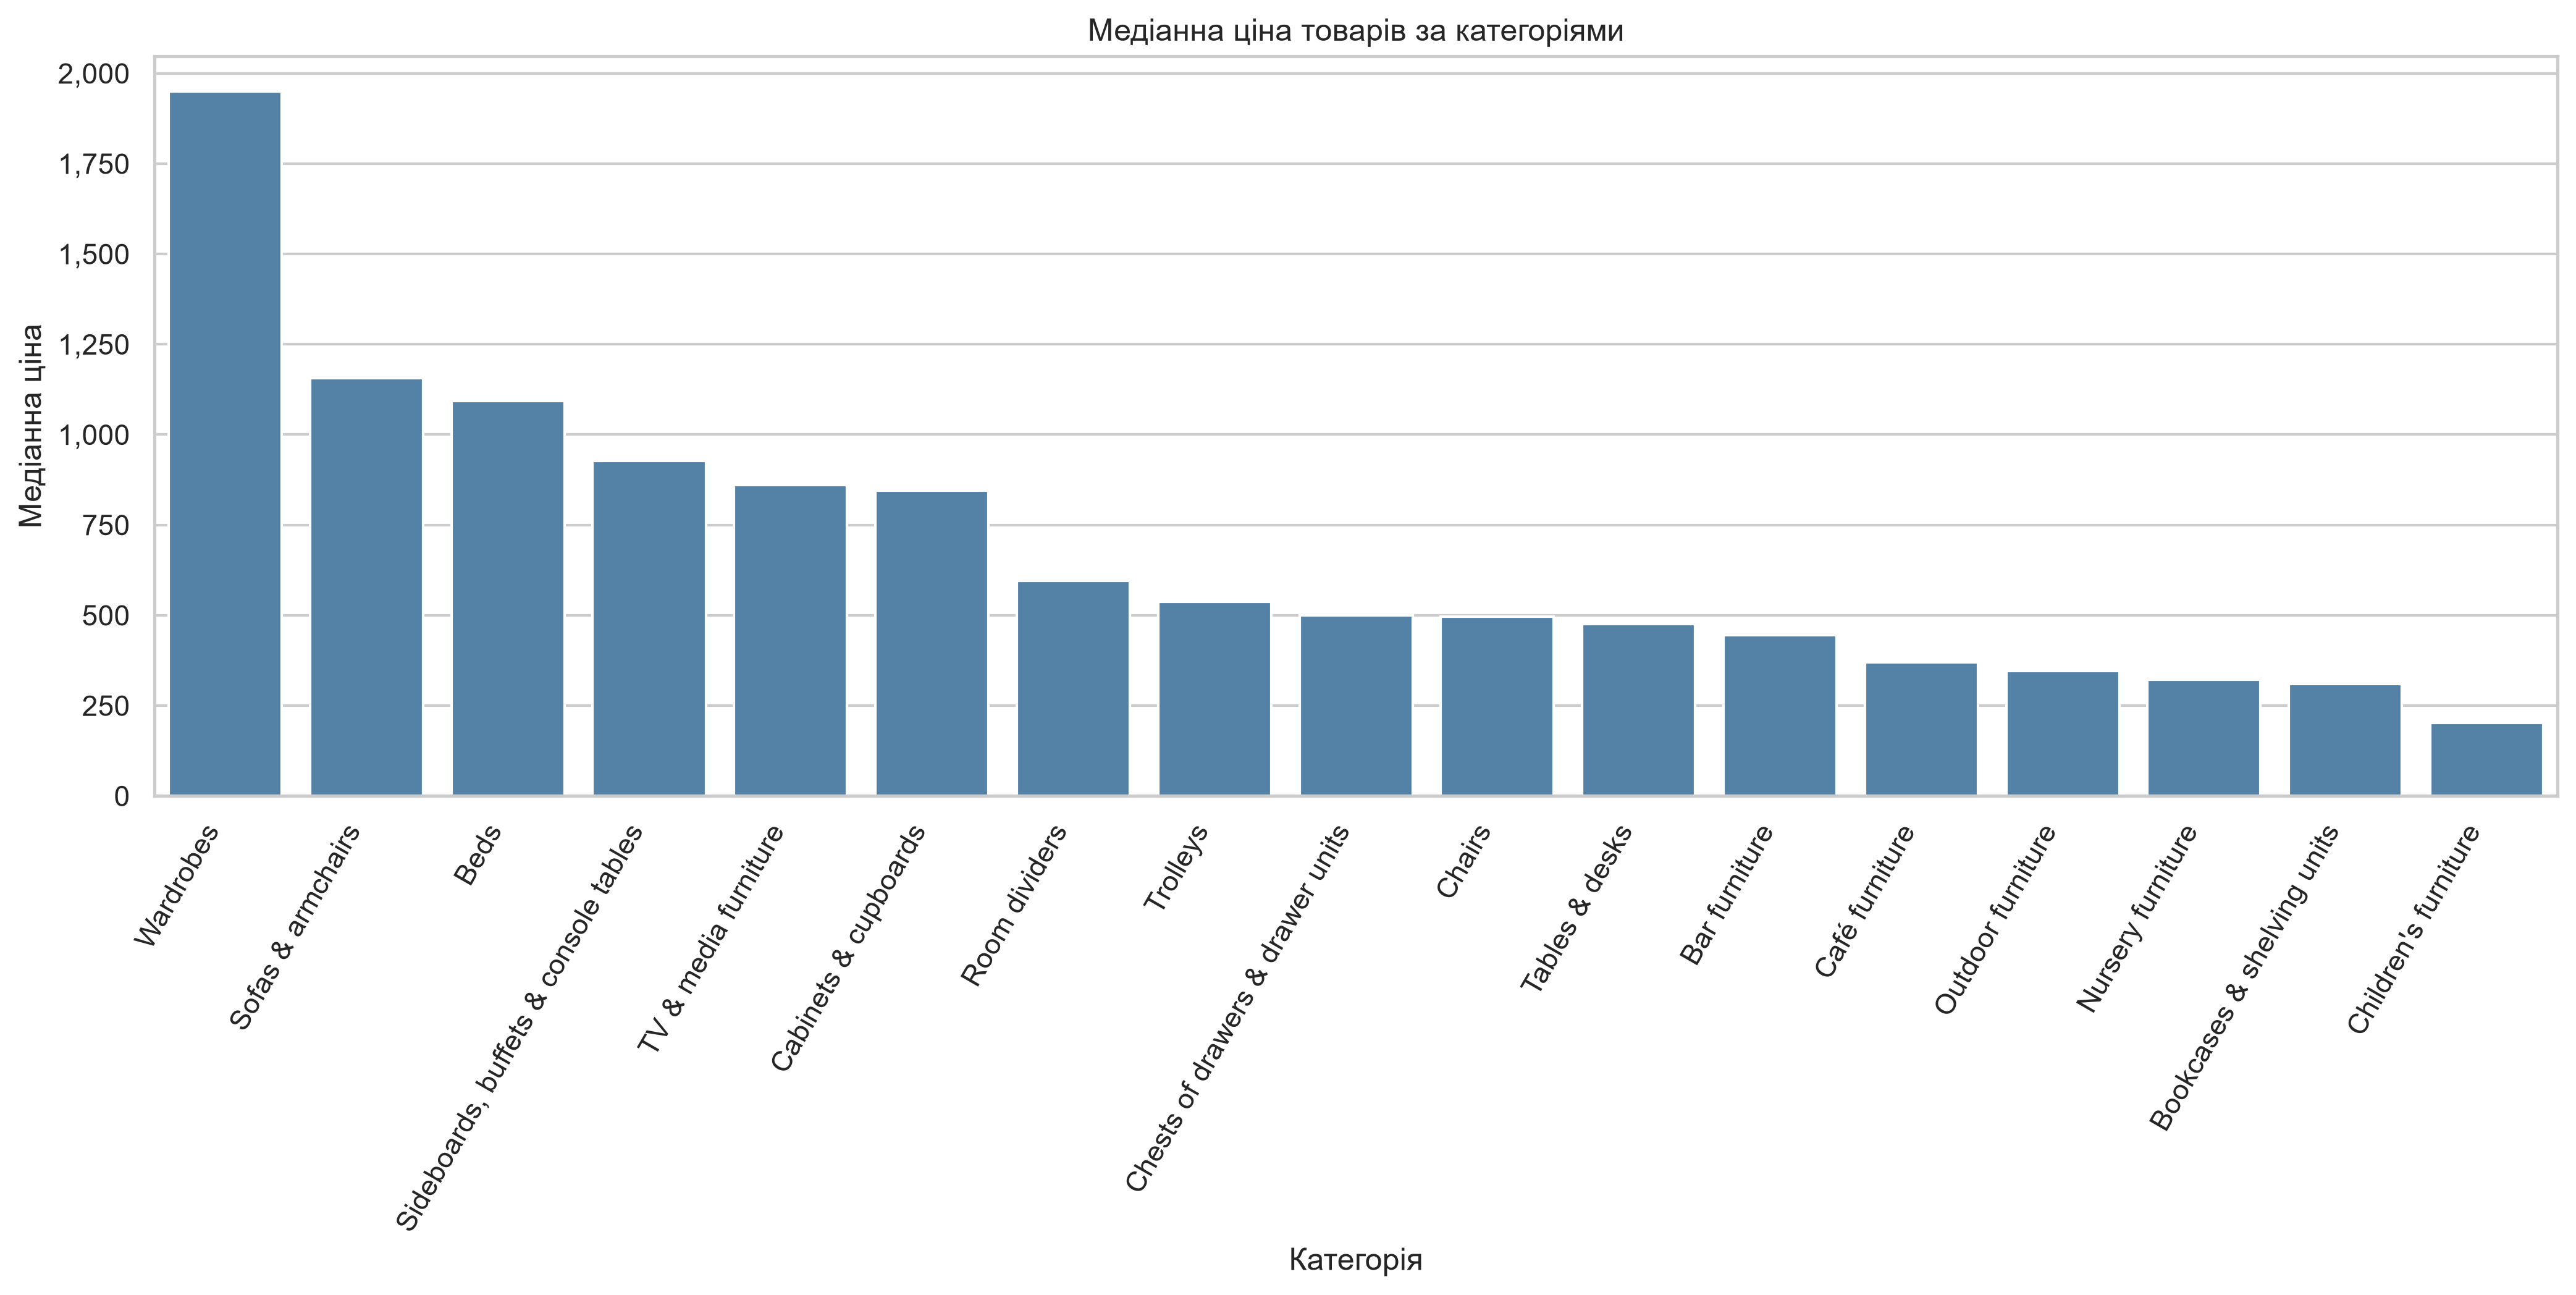 Медіанна ціна товарів за категоріями
Медіанна ціна
2,000
1,750
1,500
1,250
1,000
750
500
250
0
Wardrobes
Sofas & armchairs
Beds
Sideboards, buffets & console tables
TV & media furniture
Cabinets & cupboards
Room dividers
Trolleys
Chests of drawers & drawer units
Chairs
Tables & desks
Bar furniture
Café furniture
Outdoor furniture
Nursery furniture
Bookcases & shelving units
Children's furniture
Категорія